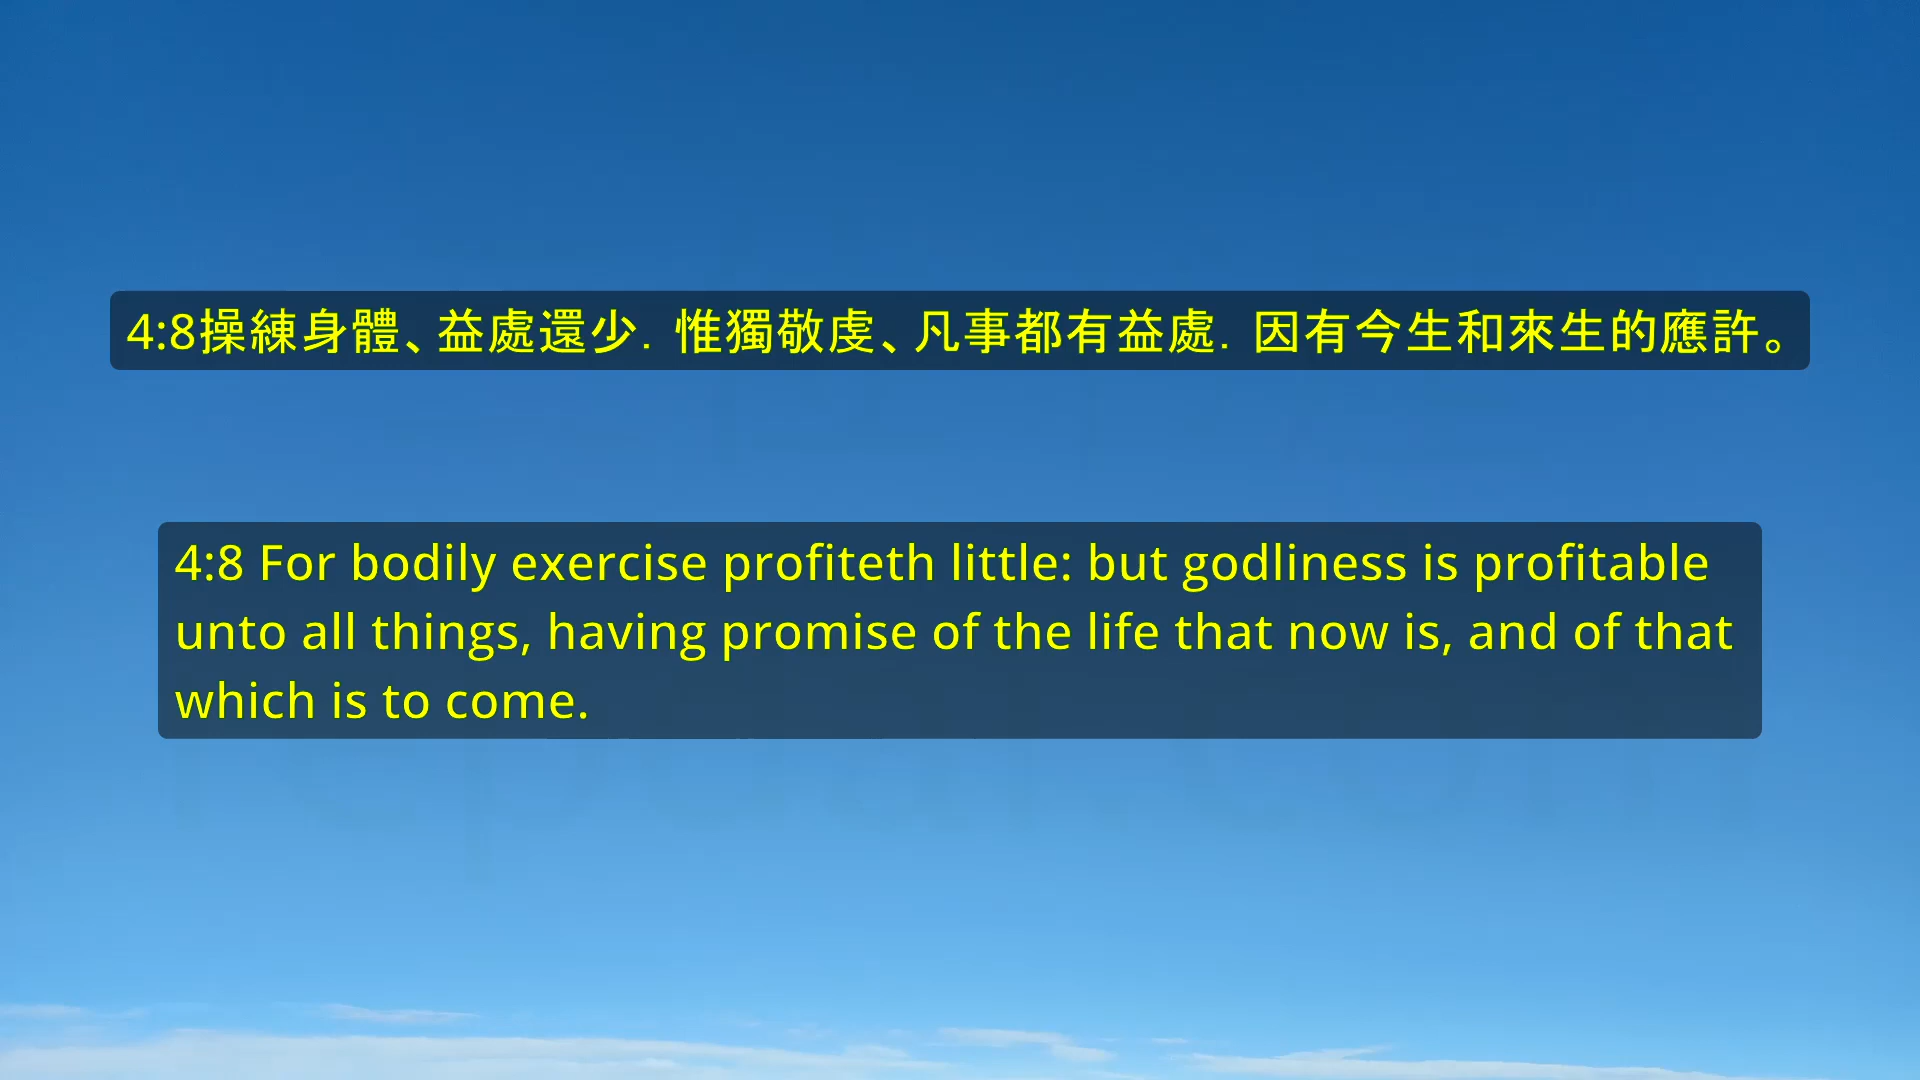 4:8操練身體、益處還少．惟獨敬虔、凡事都有益處．因有今生和來生的應許。
4:8 For bodily exercise profiteth little: but godliness is profitable
unto all things, having promise of the life that now is, and of that
which is to come.